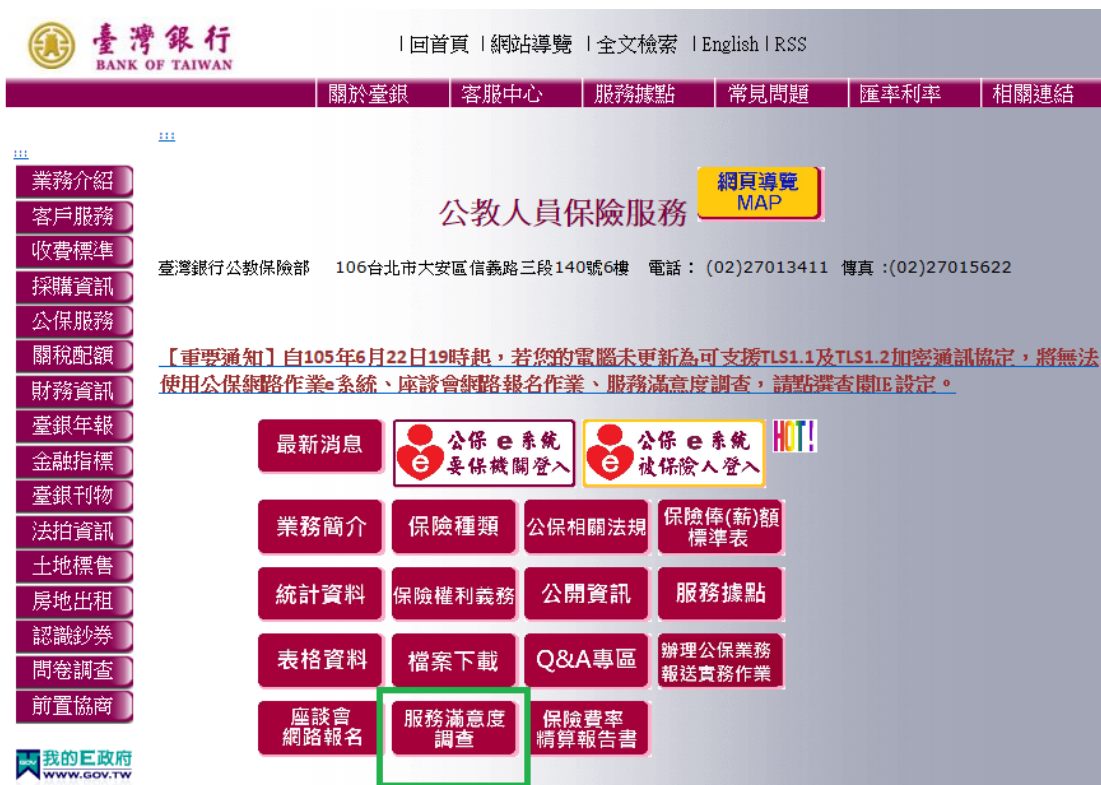 臺灣銀行
BANK OF TAIWAN
|回首頁 |網站導覽 |全文檢索 |English|RSS
關於臺銀 客服中心 服務據點 常見問題 匯率利率 相關連結
:::
:::
業務介紹
客戶服務
收費標準
採購資訊
公保服務
關稅配額
財務資訊
臺銀年報
金融指標
臺銀刊物
法拍資訊
土地標售
房地出租
認識鈔券
問卷調查
前置協商
我的E政府
WWW.GOV.TW
公教人員保險服務
網頁導覽
MAP
臺灣銀行公教保險部 106台北市大安區信義路三段140號6樓 電話:(02)27013411 傳真:(02)27015622
【重要通知】自105年6月22日19時起,若您的電腦未更新為可支援TLS1.1及TLS1.2加密通訊協定,將無法
使用公保網路作業e系統、座談會網路報名作業、服務滿意度調查,請點選查閱IE設定。
最新消息
e
公保 e 系統
要保機關登入
e
公保 e 系統
被保險人登入
HOT!
業務簡介 保險種類 公保相關法規
保險俸(薪)額
標準表
統計資料 保險權利義務 公開資訊 服務據點
表格資料 檔案下載 Q&A專區
辦理公保業務
報送實務作業
座談會
網路報名
服務滿意度
調查
保險費率
精算報告書